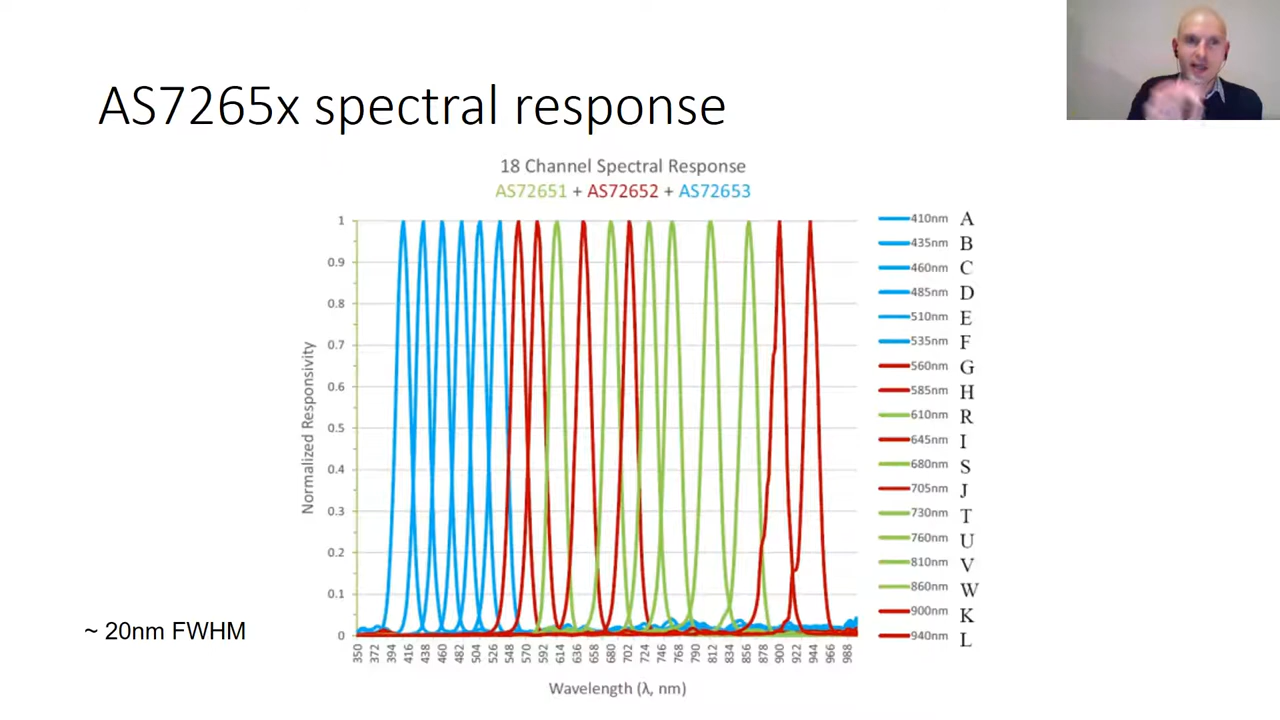 AS7265x spectral response
18 Channel Spectral Response
AS72651 + AS72652 + AS72653
1
0.9
0.8
0.7
0.6
0.5
0.4
0.3
0.2
0.1
0
Normalized Responsivity
350 372 394 416 438 460 482 504 526 548 570 592 614 636 658 680 702 724 746 768 790 812 834 856 878 900 922 944 966 988
Wavelength (λ, nm)
410nm A
435nm B
460nm C
485nm D
510nm E
535nm F
560nm G
585nm H
610nm R
645nm I
680nm S
705nm J
730nm T
760nm U
810nm V
860nm W
900nm K
940nm L
~ 20nm FWHM